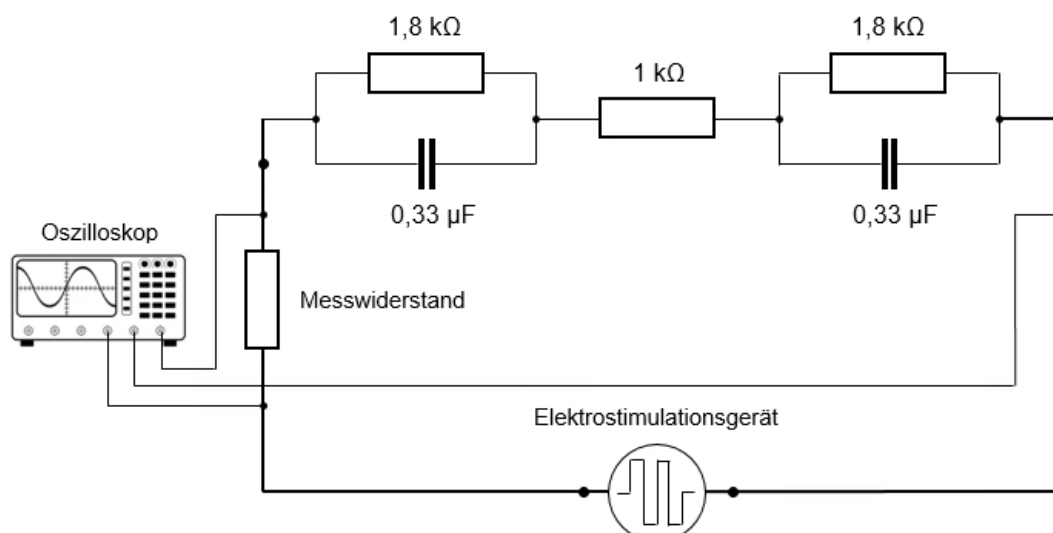 1,8 kΩ
1,8 kΩ
1 kΩ
0,33 µF
0,33 µF
Oszilloskop
Messwiderstand
Elektrostimulationsgerät